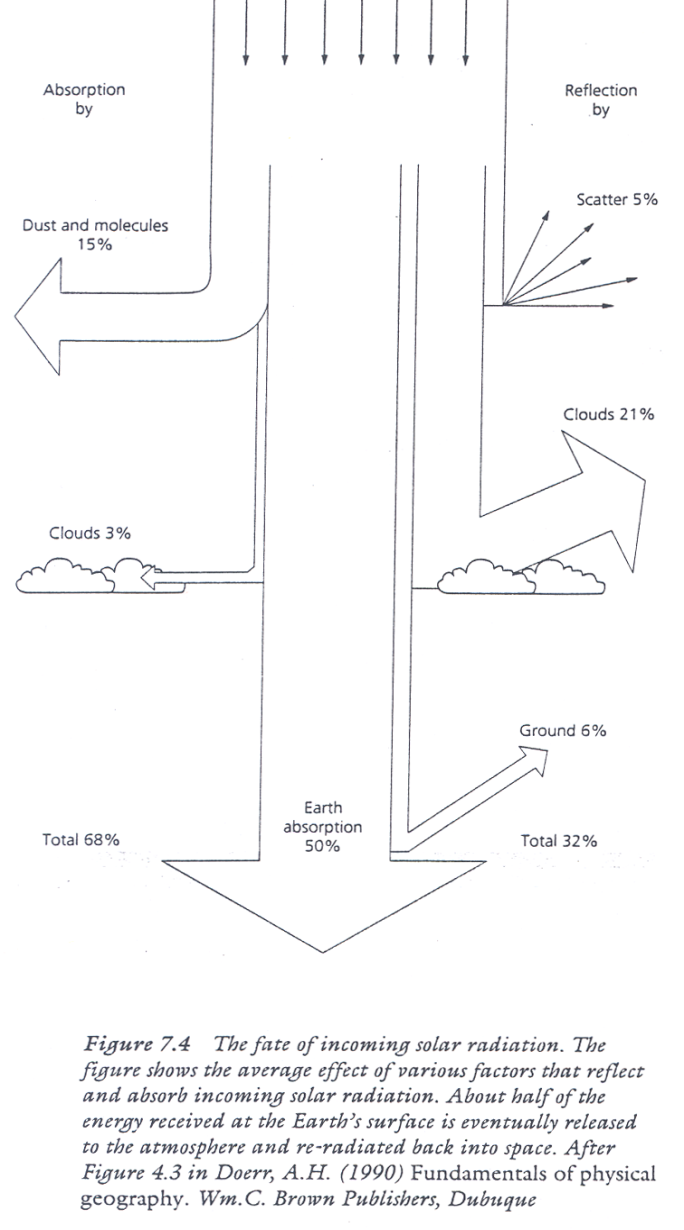 Absorption
by
Reflection
by
Scatter 5%
Dust and molecules
15%
Clouds 21%
Clouds 3%
Ground 6%
Earth
absorption
50%
Total 68%
Total 32%
Figure 7.4 The fate of incoming solar radiation. The
figure shows the average effect of various factors that reflect
and absorb incoming solar radiation. About half of the
energy received at the Earth's surface is eventually released
to the atmosphere and re-radiated back into space. After
Figure 4.3 in Doerr, A.H. (1990) Fundamentals of physical
geography. Wm.C. Brown Publishers, Dubuque